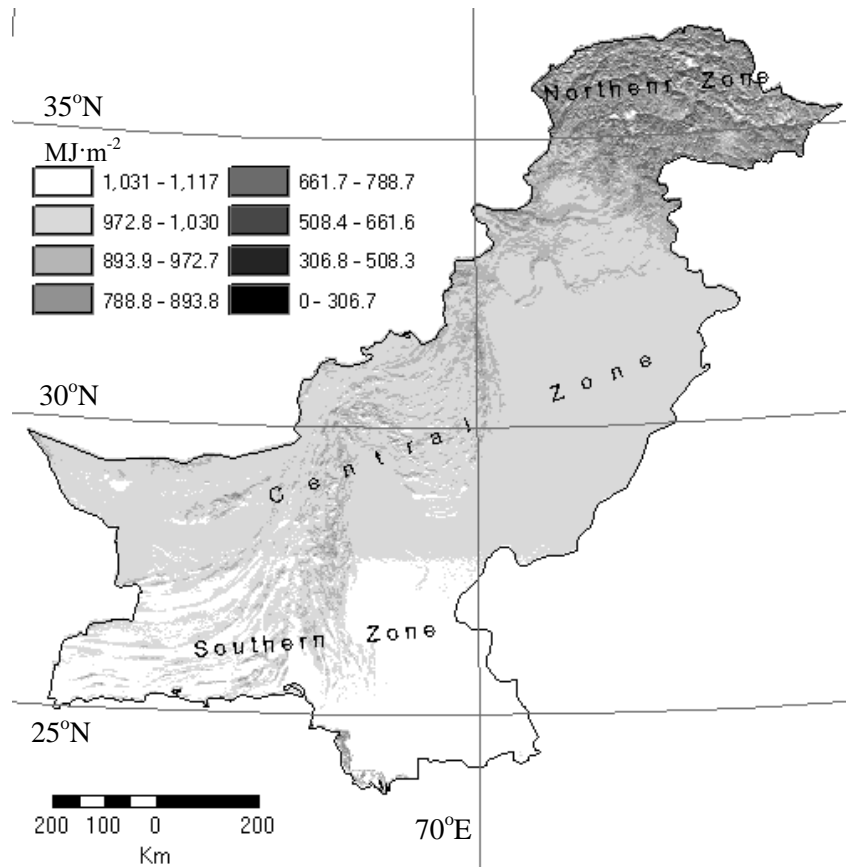 Northenr Zone
35°N
MJ·m-2
1,031 – 1,117
661.7 – 788.7
972.8 – 1,030
508.4 – 661.6
893.9 – 972.7
306.8 – 508.3
788.8 – 893.8
0 – 306.7
30°N
Central Zone
Southern Zone
25°N
70°E
200 100 0 200
Km